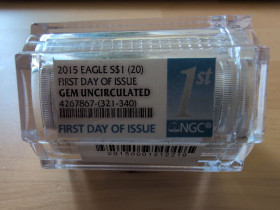 2015 EAGLE S$1 (20)
FIRST DAY OF ISSUE
GEM UNCIRCULATED
4267867-(321-340)
1st
FIRST DAY OF ISSUE
NGC